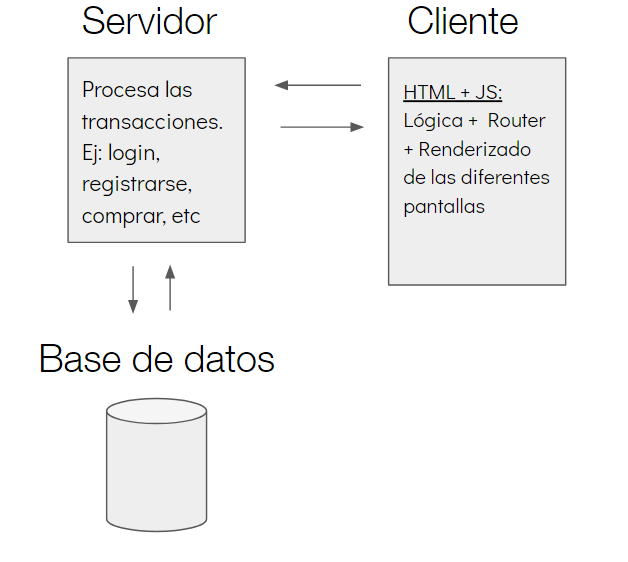 Servidor
Procesa las
transacciones.
Ej: login,
registrarse,
comprar, etc
Cliente
HTML + JS:
Lógica + Router
+ Renderizado
de las diferentes
pantallas
Base de datos